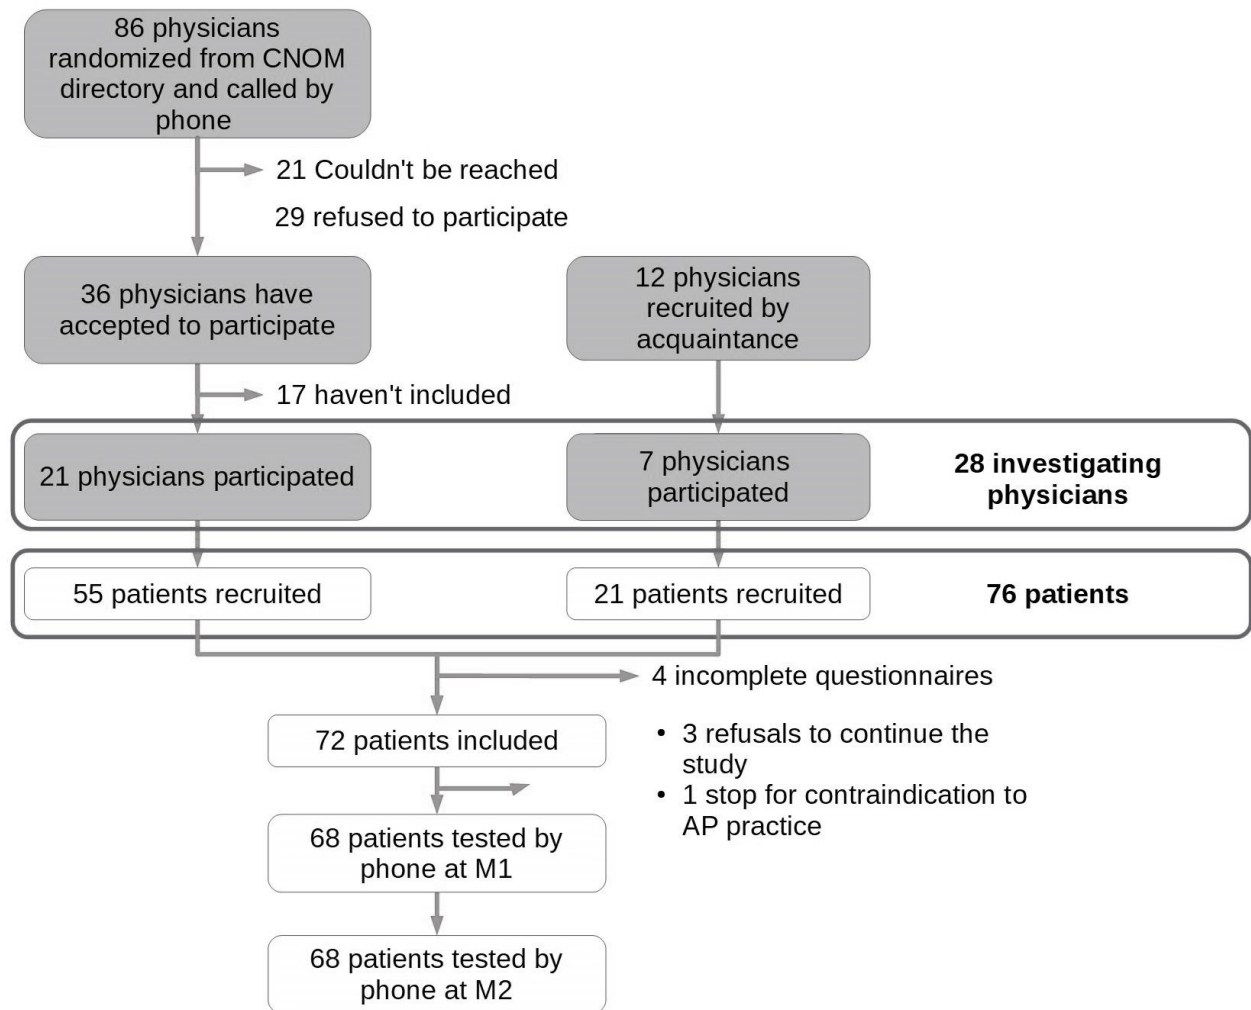 86 physicians
randomized from CNOM
directory and called by
phone
21 Couldn't be reached
29 refused to participate
36 physicians have
accepted to participate
12 physicians
recruited by
acquaintance
17 haven't included
21 physicians participated
7 physicians
participated
28 investigating
physicians
55 patients recruited
21 patients recruited
76 patients
4 incomplete questionnaires
72 patients included
• 3 refusals to continue the
study
• 1 stop for contraindication to
AP practice
68 patients tested by
phone at M1
68 patients tested by
phone at M2